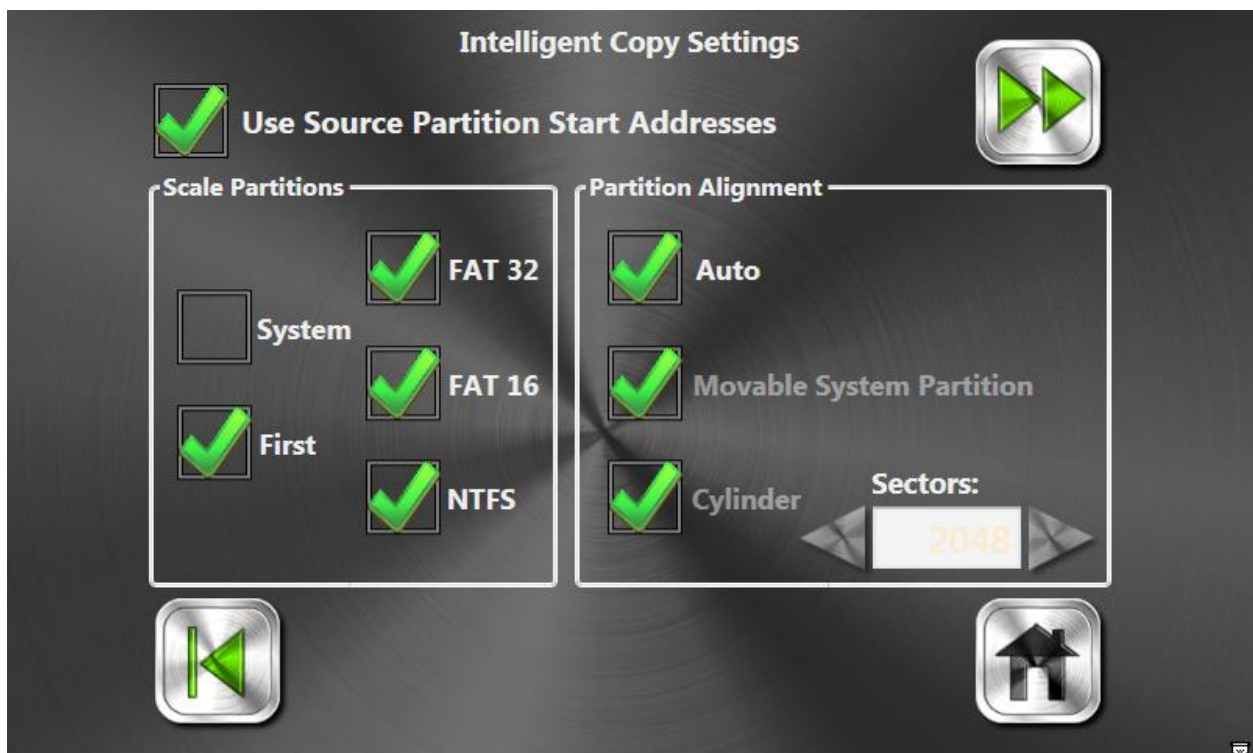 Intelligent Copy Settings
Use Source Partition Start Addresses
Scale Partitions
System
First
FAT 32
FAT 16
NTFS
Partition Alignment
Auto
Movable System Partition
Cylinder
Sectors:
2048